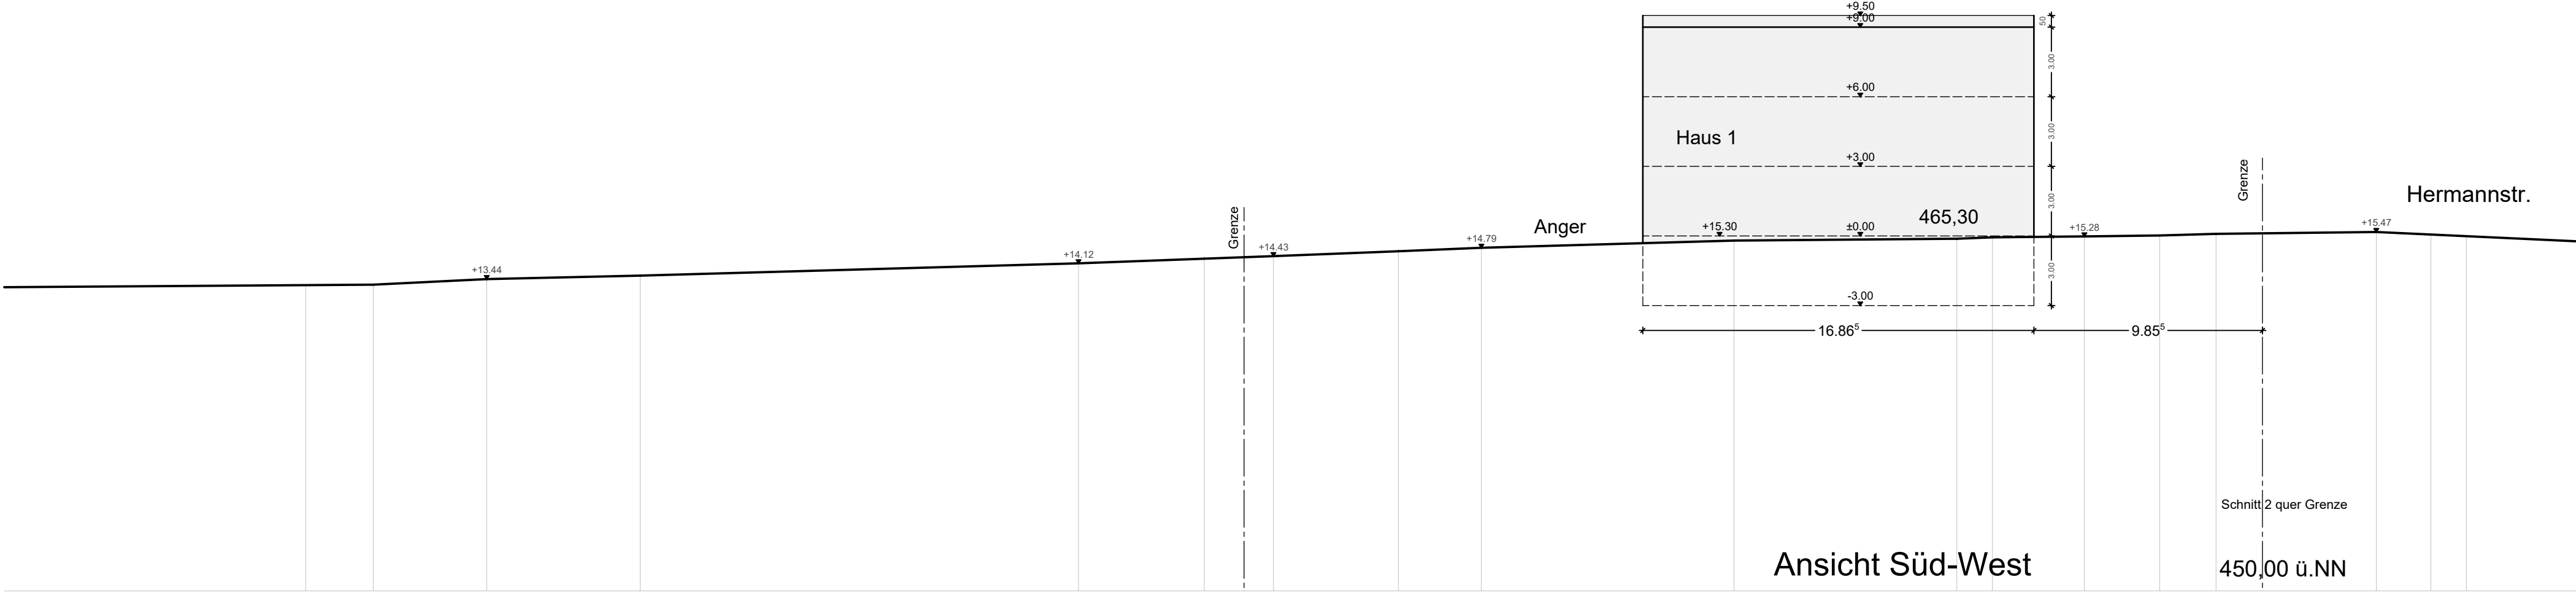 +9.50
+9.00
50
3.00
+6.00
3.00
Haus 1
+3.00
Grenze
Hermannstr.
3.00
Grenze
465,30
Anger
+15.30
±0.00
+15.28
+15.47
+14.79
+14.43
+14.12
+13.44
3.00
-3.00
16.86⁵
9.85⁵
Schnitt 2 quer Grenze
Ansicht Süd-West
450,00 ü.NN